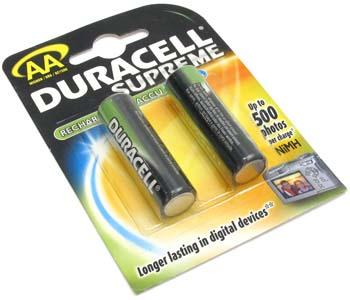 AA
DURACELL
SUPREME
RECHAR
ACCU
DURACELL
Up to
500
photos
per charge*
NiMH
Longer lasting in digital devices**